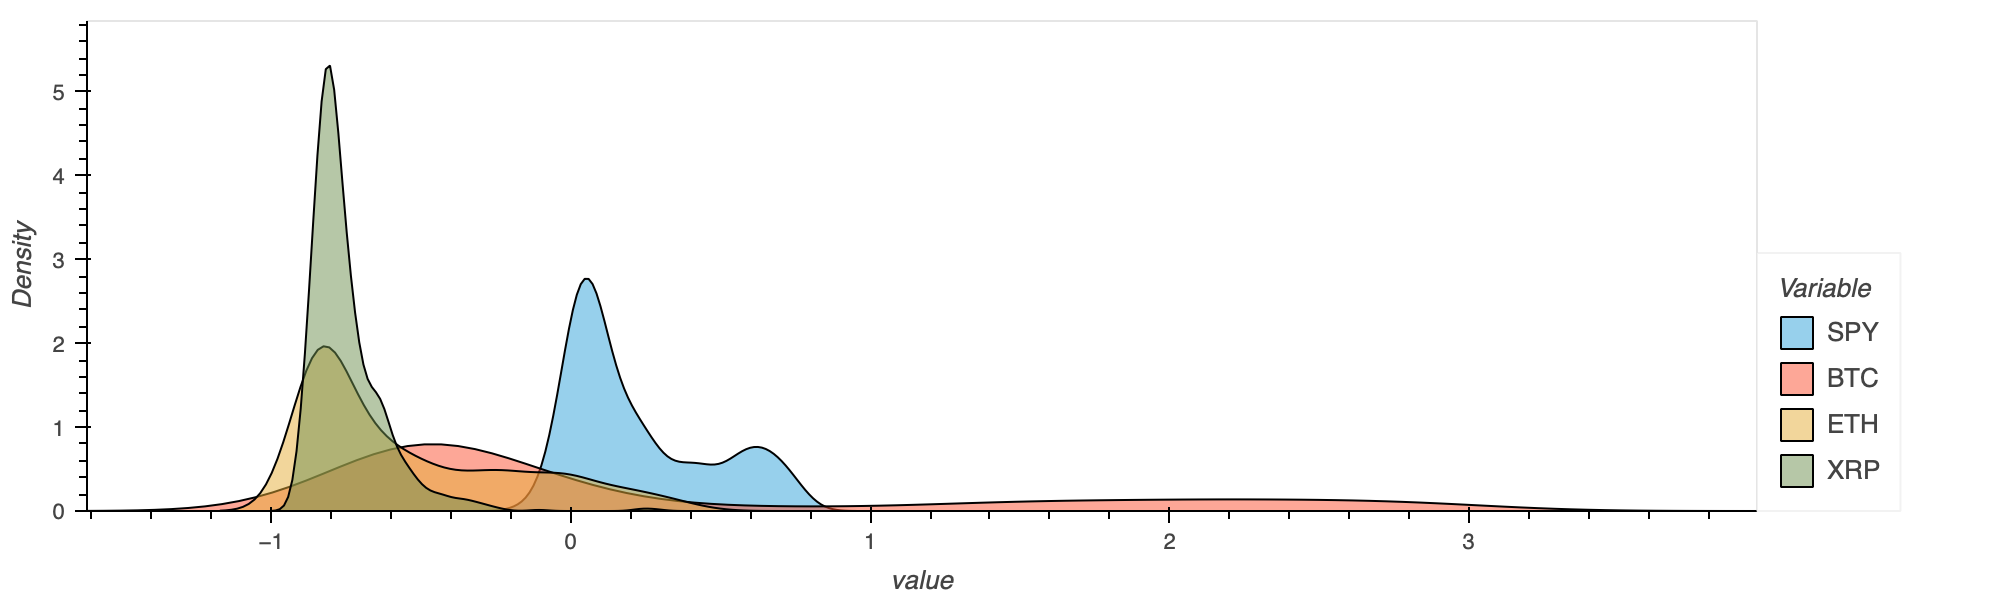 Density
5
4
3
2
1
0
−1 0 1 2 3
value
Variable
SPY
BTC
ETH
XRP